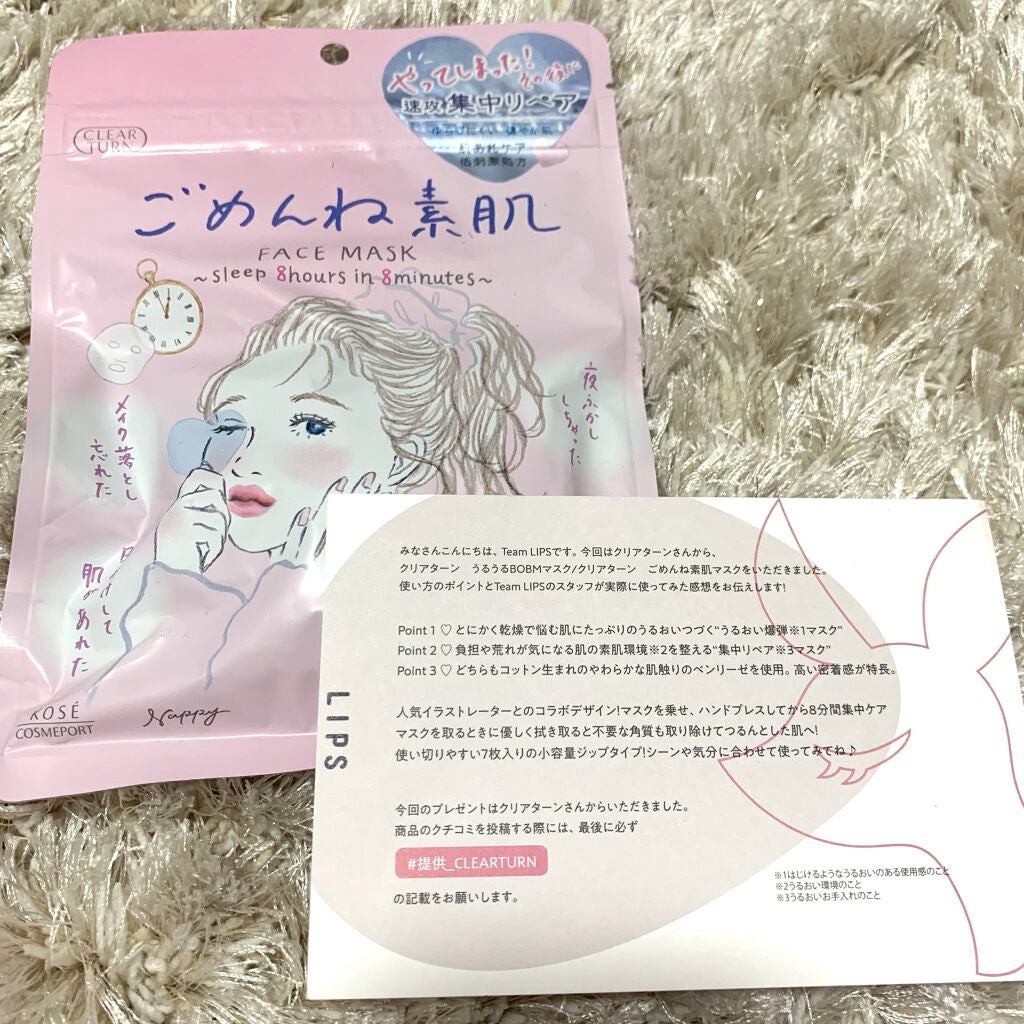 やってしまった!
その後に
速攻集中リペア
ゆらぎにくい 健やか肌
肌あれケア
低刺激処方
CLEAR
TURN
ごめんね素肌
FACE MASK
~sleep 8hours in 8minutes~
夜ふかし
しちゃった
メイク落とし
忘れた
肌があれた
KOSÉ
COSMEPORT
LIPS
みなさんこんにちは、Team LIPSです。今回はクリアターンさんから、
クリアターン うるうるBOBMマスク/クリアターン ごめんね素肌マスクをいただきました。
使い方のポイントとTeam LIPSのスタッフが実際に使ってみた感想をお伝えします!
Point 1 ♡ とにかく乾燥で悩む肌にたっぷりのうるおいつづく“うるおい爆弾※1マスク”
Point 2 ♡ 負担や荒れが気になる肌の素肌環境※2を整える“集中リペア※3マスク”
Point 3 ♡ どちらもコットン生まれのやわらかな肌触りのベンリーゼを使用。高い密着感が特長。
人気イラストレーターとのコラボデザイン!マスクを乗せ、ハンドプレスしてから8分間集中ケア
マスクを取るときに優しく拭き取ると不要な角質も取り除けてつるんとした肌へ!
使い切りやすい7枚入りの小容量ジップタイプ!シーンや気分に合わせて使ってみてね♪
今回のプレゼントはクリアターンさんからいただきました。
商品のクチコミを投稿する際には、最後に必ず
#提供_CLEARTURN
の記載をお願いします。
※1はじけるようなうるおいのある使用感のこと
※2うるおい環境のこと
※3うるおいお手入れのこと